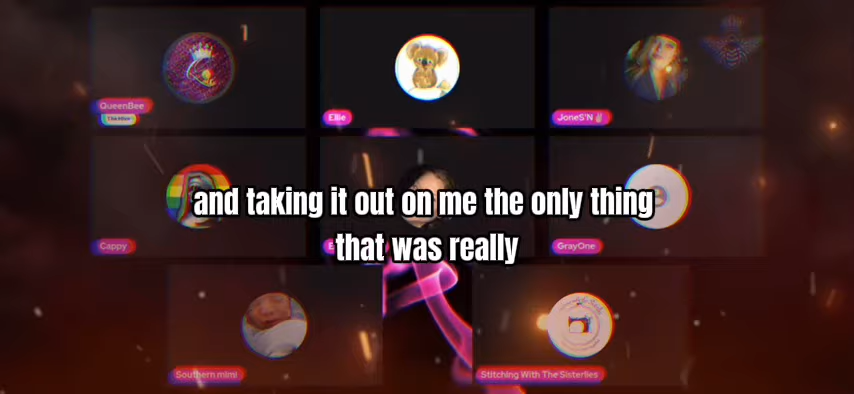 QueenBee
Ellie
JoneS'N ✌
and taking it out on me the only thing
that was really
Cappy
GrayOne
Southern mimi
Stitching With The Sisterlies